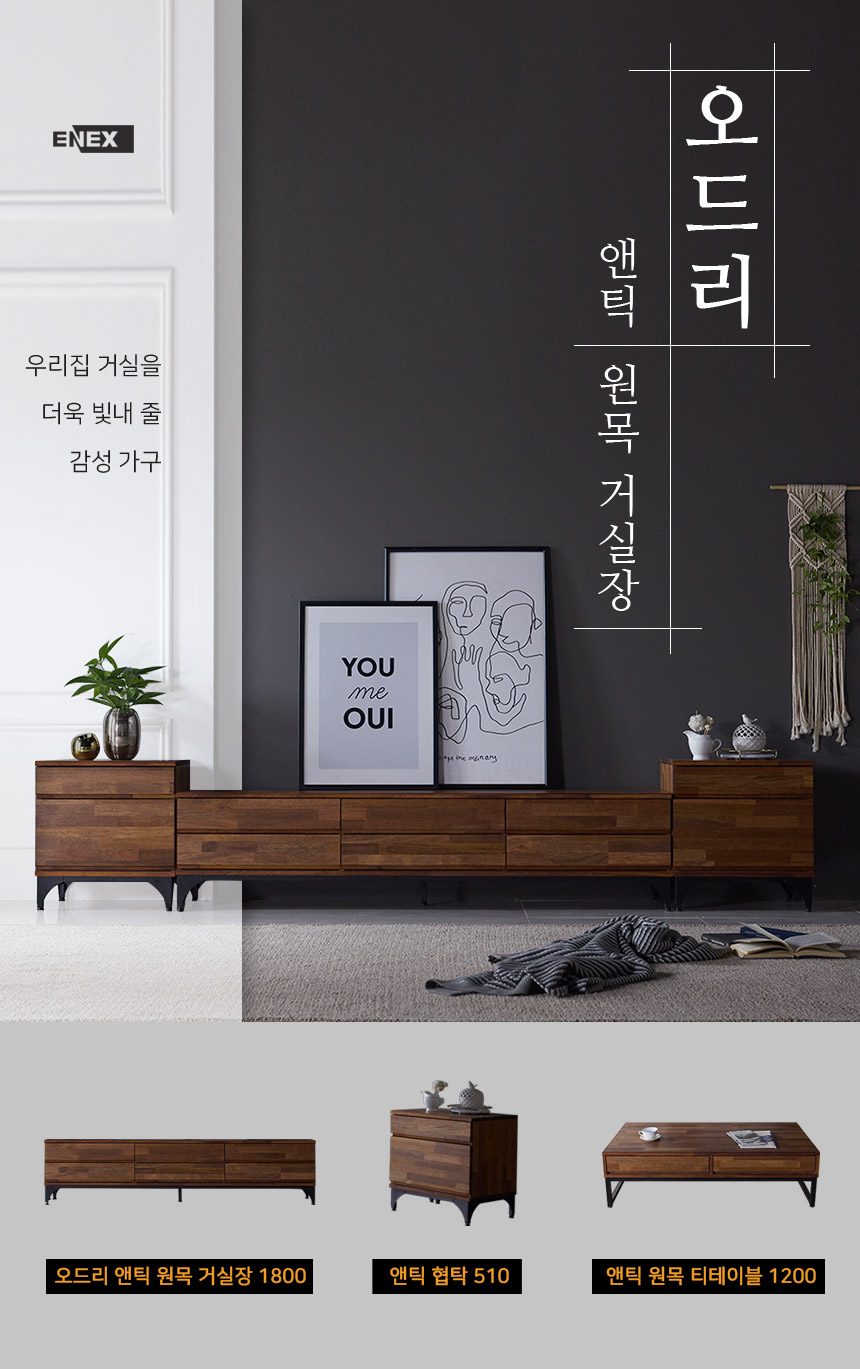 ENEX
오드리
앤틱 원목 거실장
우리집 거실을
더욱 빛내 줄
감성 가구
YOU
me
OUI
the ordinary
오드리 앤틱 원목 거실장 1800
앤틱 협탁 510
앤틱 원목 티테이블 1200